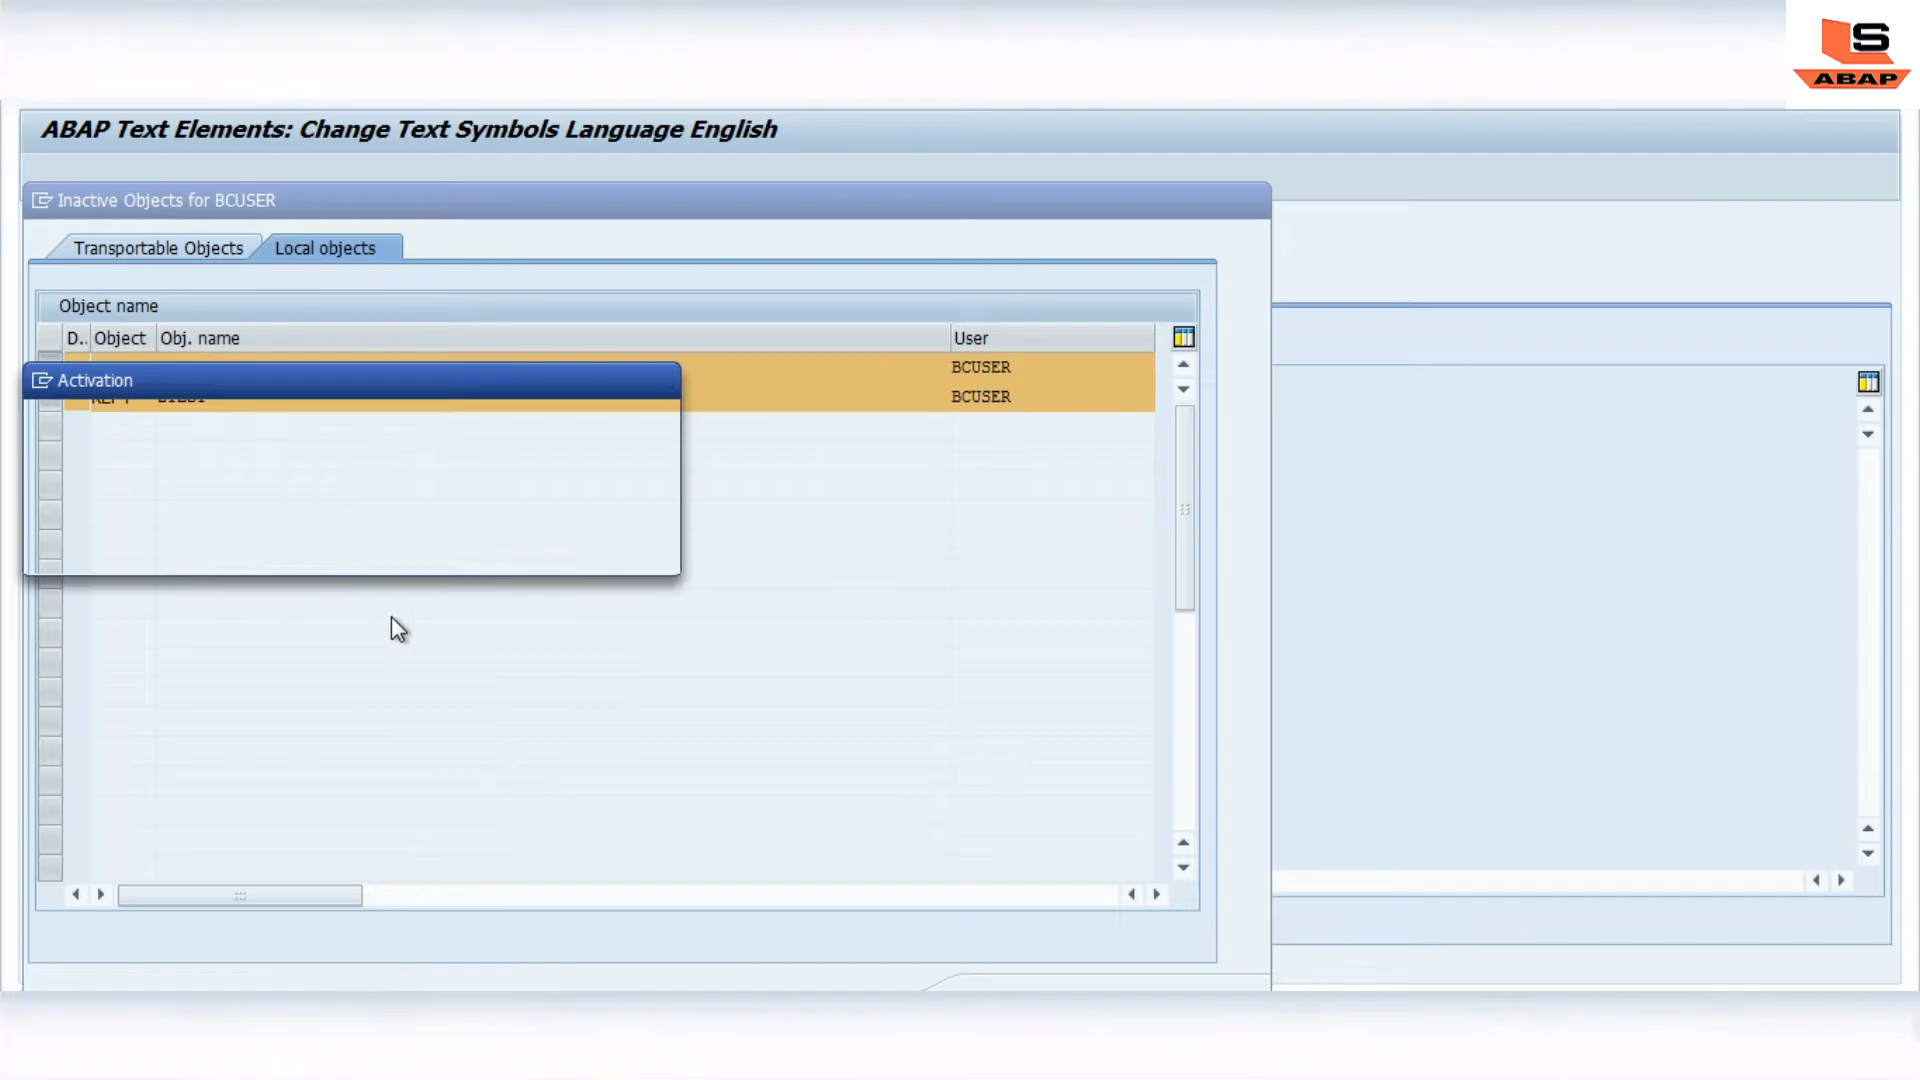 S
ABAP
ABAP Text Elements: Change Text Symbols Language English
Inactive Objects for BCUSER
Transportable Objects
Local objects
Object name
D.. Object Obj. name User
BCUSER
Activation
BCUSER